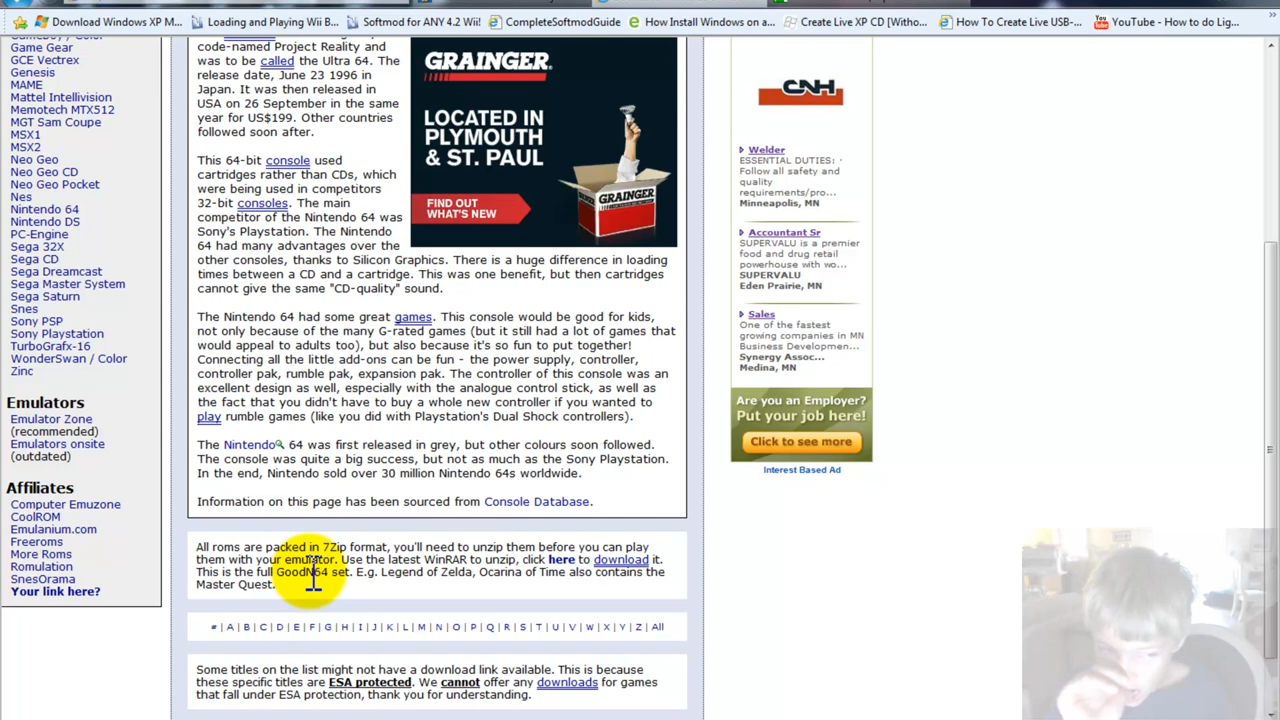 Download Windows XP M...
Loading and Playing Wii B...
Softmod for ANY 4.2 Wii!
CompleteSoftmodGuide
How Install Windows on a...
Create Live XP CD [Witho...
How To Create Live USB-...
YouTube - How to do Lig...
Game Gear
GCE Vectrex
Genesis
MAME
Mattel Intellivision
Memotech MTX512
MGT Sam Coupe
MSX1
MSX2
Neo Geo
Neo Geo CD
Neo Geo Pocket
Nes
Nintendo 64
Nintendo DS
PC-Engine
Sega 32X
Sega CD
Sega Dreamcast
Sega Master System
Sega Saturn
Snes
Sony PSP
Sony Playstation
TurboGrafx-16
WonderSwan / Color
Zinc
Emulators
Emulator Zone
(recommended)
Emulators onsite
(outdated)
Affiliates
Computer Emuzone
CoolROM
Emulanium.com
Freeroms
More Roms
Romulation
SnesOrama
Your link here?
code-named Project Reality and
was to be called the Ultra 64. The
release date, June 23 1996 in
Japan. It was then released in
USA on 26 September in the same
year for US$199. Other countries
followed soon after.
This 64-bit console used
cartridges rather than CDs, which
were being used in competitors
32-bit consoles. The main
competitor of the Nintendo 64 was
Sony's Playstation. The Nintendo
64 had many advantages over the
other consoles, thanks to Silicon Graphics. There is a huge difference in loading
times between a CD and a cartridge. This was one benefit, but then cartridges
cannot give the same "CD-quality" sound.
The Nintendo 64 had some great games. This console would be good for kids,
not only because of the many G-rated games (but it still had a lot of games that
would appeal to adults too), but also because it's so fun to put together!
Connecting all the little add-ons can be fun - the power supply, controller,
controller pak, rumble pak, expansion pak. The controller of this console was an
excellent design as well, especially with the analogue control stick, as well as
the fact that you didn't have to buy a whole new controller if you wanted to
play rumble games (like you did with Playstation's Dual Shock controllers).
The Nintendo 64 was first released in grey, but other colours soon followed.
The console was quite a big success, but not as much as the Sony Playstation.
In the end, Nintendo sold over 30 million Nintendo 64s worldwide.
Information on this page has been sourced from Console Database.
GRAINGER
LOCATED IN
PLYMOUTH
& ST. PAUL
FIND OUT
WHAT'S NEW
GRAINGER
All roms are packed in 7Zip format, you'll need to unzip them before you can play
them with your emulator. Use the latest WinRAR to unzip, click here to download it.
This is the full GoodN64 set. E.g. Legend of Zelda, Ocarina of Time also contains the
Master Quest.
# | A | B | C | D | E | F | G | H | I | J | K | L | M | N | O | P | Q | R | S | T | U | V | W | X | Y | Z | All
Some titles on the list might not have a download link available. This is because
these specific titles are ESA protected. We cannot offer any downloads for games
that fall under ESA protection, thank you for understanding.
CNH
Welder
ESSENTIAL DUTIES: ·
Follow all safety and
quality
requirements/pro...
Minneapolis, MN
Accountant Sr
SUPERVALU is a premier
food and drug retail
powerhouse with wo...
SUPERVALU
Eden Prairie, MN
Sales
One of the fastest
growing companies in MN
Business Developmen...
Synergy Assoc...
Medina, MN
Are you an Employer?
Put your job here!
Click to see more
Interest Based Ad